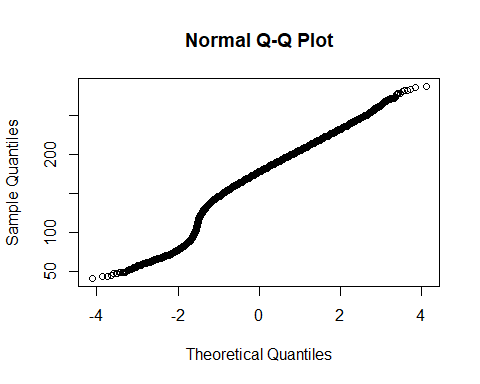 Normal Q-Q Plot
Sample Quantiles
200
100
50
-4 -2 0 2 4
Theoretical Quantiles